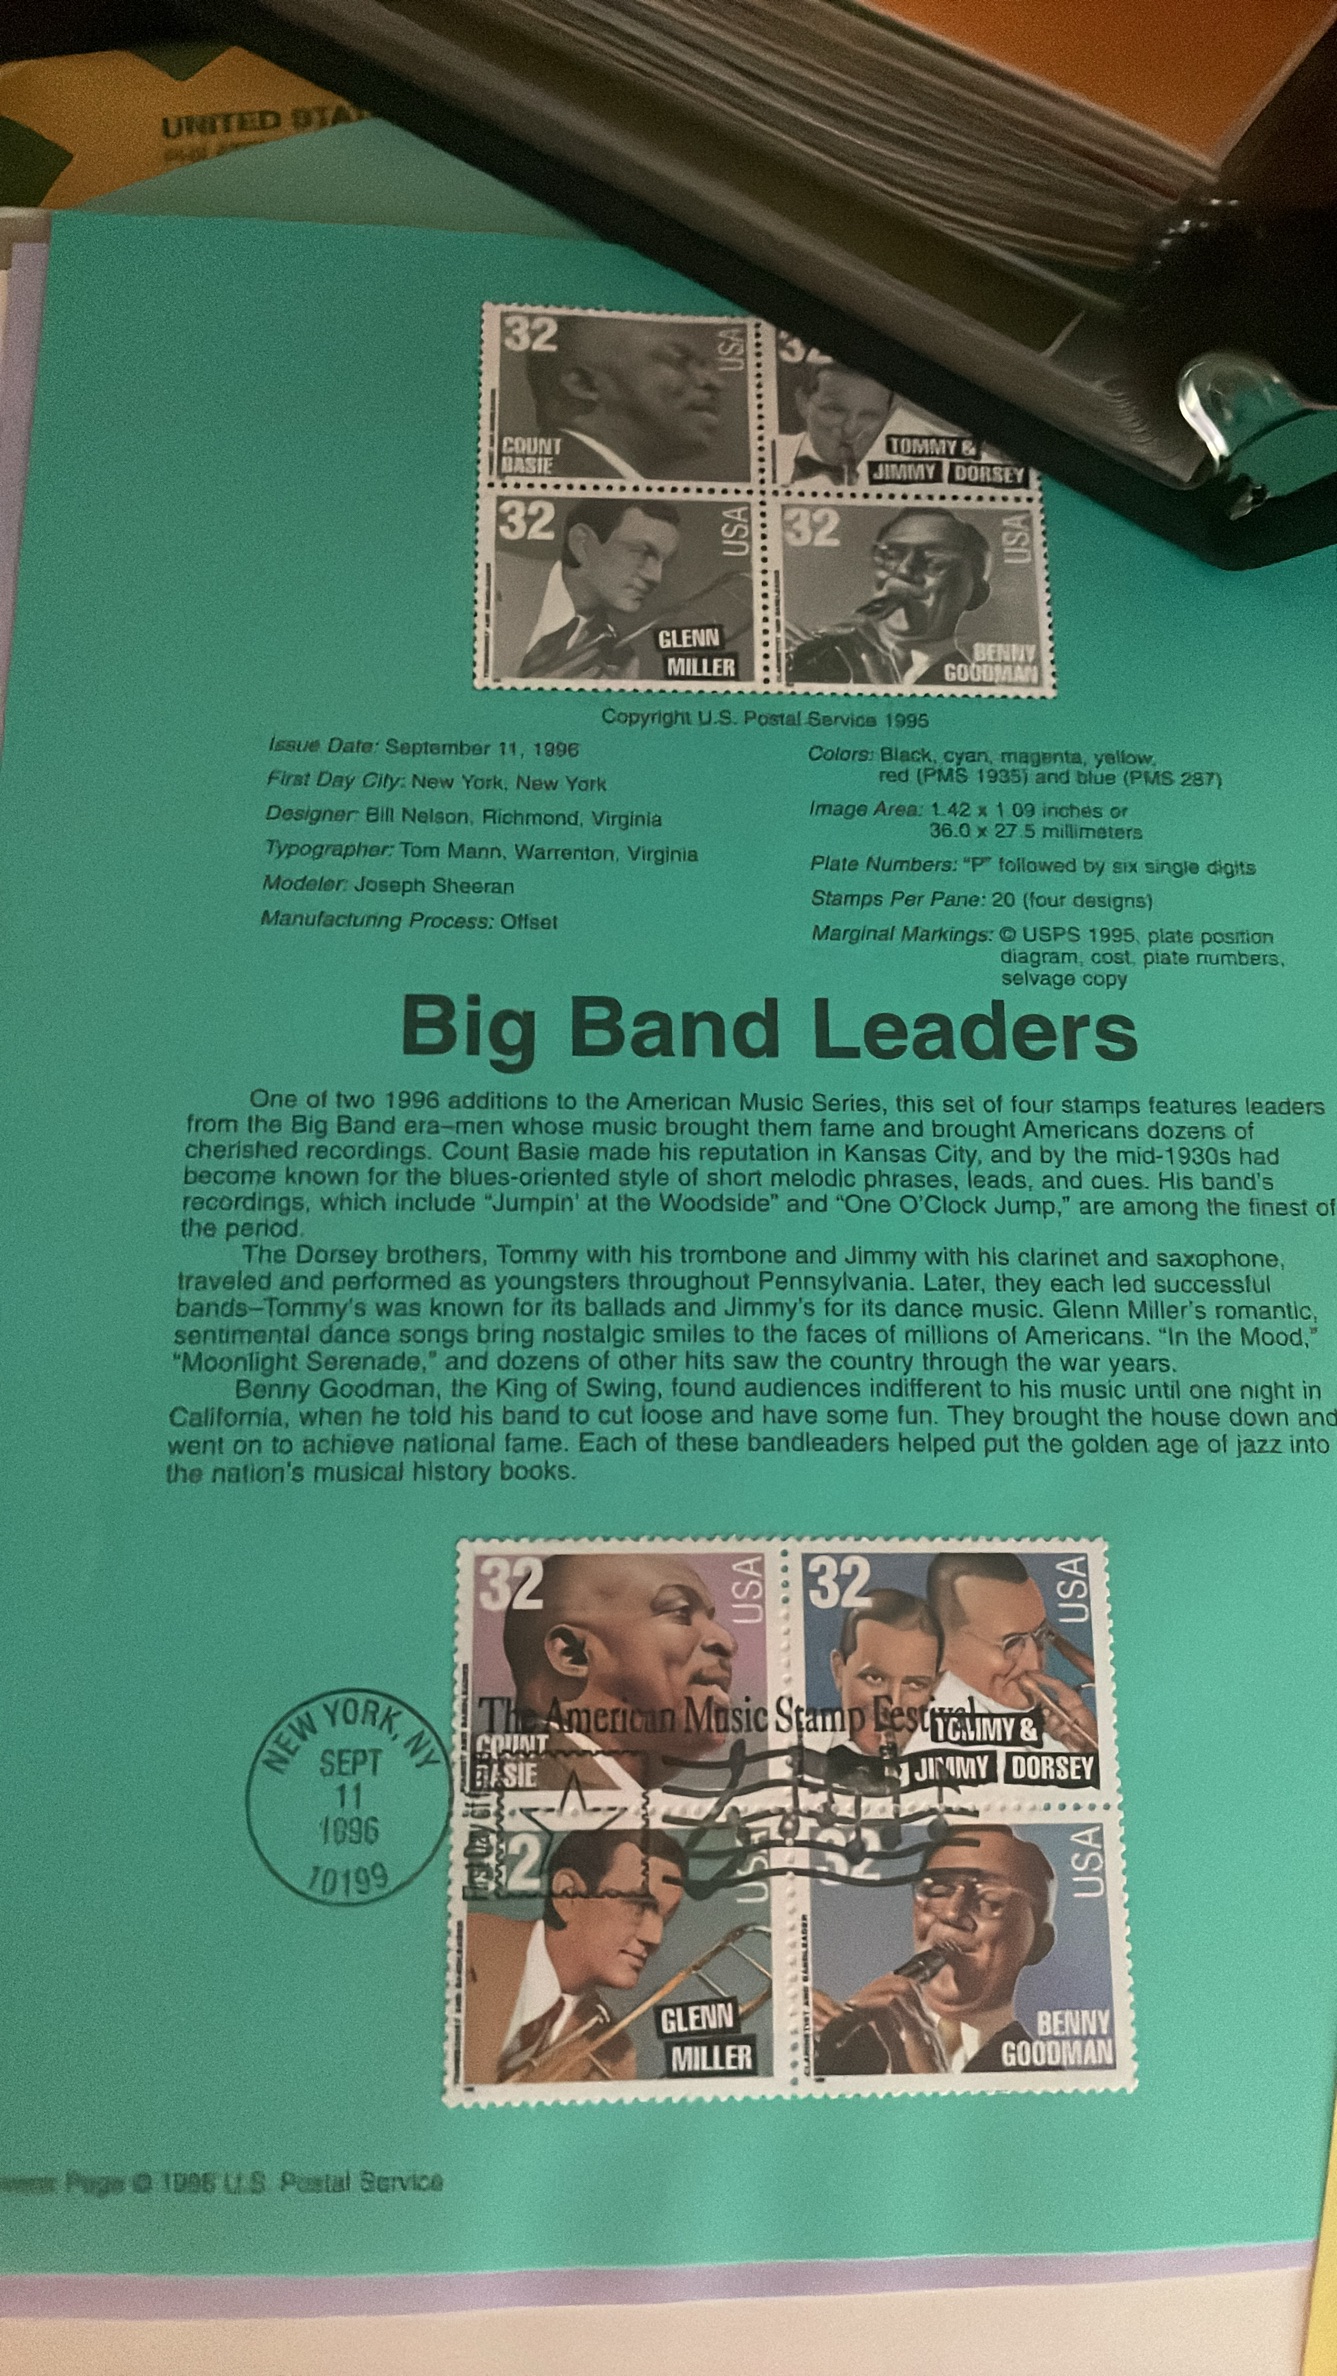 UNITED STA
32
USA
COUNT
BASIE
32
TOMMY &
JIMMY DORSEY
32
USA
GLENN
MILLER
32
USA
BENNY
GOODMAN
Copyright U.S. Postal Service 1995
Issue Date: September 11, 1996
First Day City: New York, New York
Designer: Bill Nelson, Richmond, Virginia
Typographer: Tom Mann, Warrenton, Virginia
Modeler: Joseph Sheeran
Manufacturing Process: Offset
Colors: Black, cyan, magenta, yellow,
red (PMS 1935) and blue (PMS 287)
Image Area: 1.42 x 1.09 inches or
36.0 x 27.5 millimeters
Plate Numbers: “P” followed by six single digits
Stamps Per Pane: 20 (four designs)
Marginal Markings: © USPS 1995, plate position
diagram, cost, plate numbers,
selvage copy
Big Band Leaders
One of two 1996 additions to the American Music Series, this set of four stamps features leaders
from the Big Band era–men whose music brought them fame and brought Americans dozens of
cherished recordings. Count Basie made his reputation in Kansas City, and by the mid-1930s had
become known for the blues-oriented style of short melodic phrases, leads, and cues. His band's
recordings, which include “Jumpin' at the Woodside” and “One O'Clock Jump,” are among the finest of
the period.
The Dorsey brothers, Tommy with his trombone and Jimmy with his clarinet and saxophone,
traveled and performed as youngsters throughout Pennsylvania. Later, they each led successful
bands–Tommy's was known for its ballads and Jimmy's for its dance music. Glenn Miller's romantic,
sentimental dance songs bring nostalgic smiles to the faces of millions of Americans. “In the Mood,”
“Moonlight Serenade,” and dozens of other hits saw the country through the war years.
Benny Goodman, the King of Swing, found audiences indifferent to his music until one night in
California, when he told his band to cut loose and have some fun. They brought the house down and
went on to achieve national fame. Each of these bandleaders helped put the golden age of jazz into
the nation's musical history books.
32
USA
COUNT
BASIE
32
USA
TOMMY &
JIMMY DORSEY
The American Music Stamp Festival
NEW YORK, NY
SEPT
11
1996
10199
First Day of
32
USA
GLENN
MILLER
32
USA
BENNY
GOODMAN
Page © 1996 U.S. Postal Service